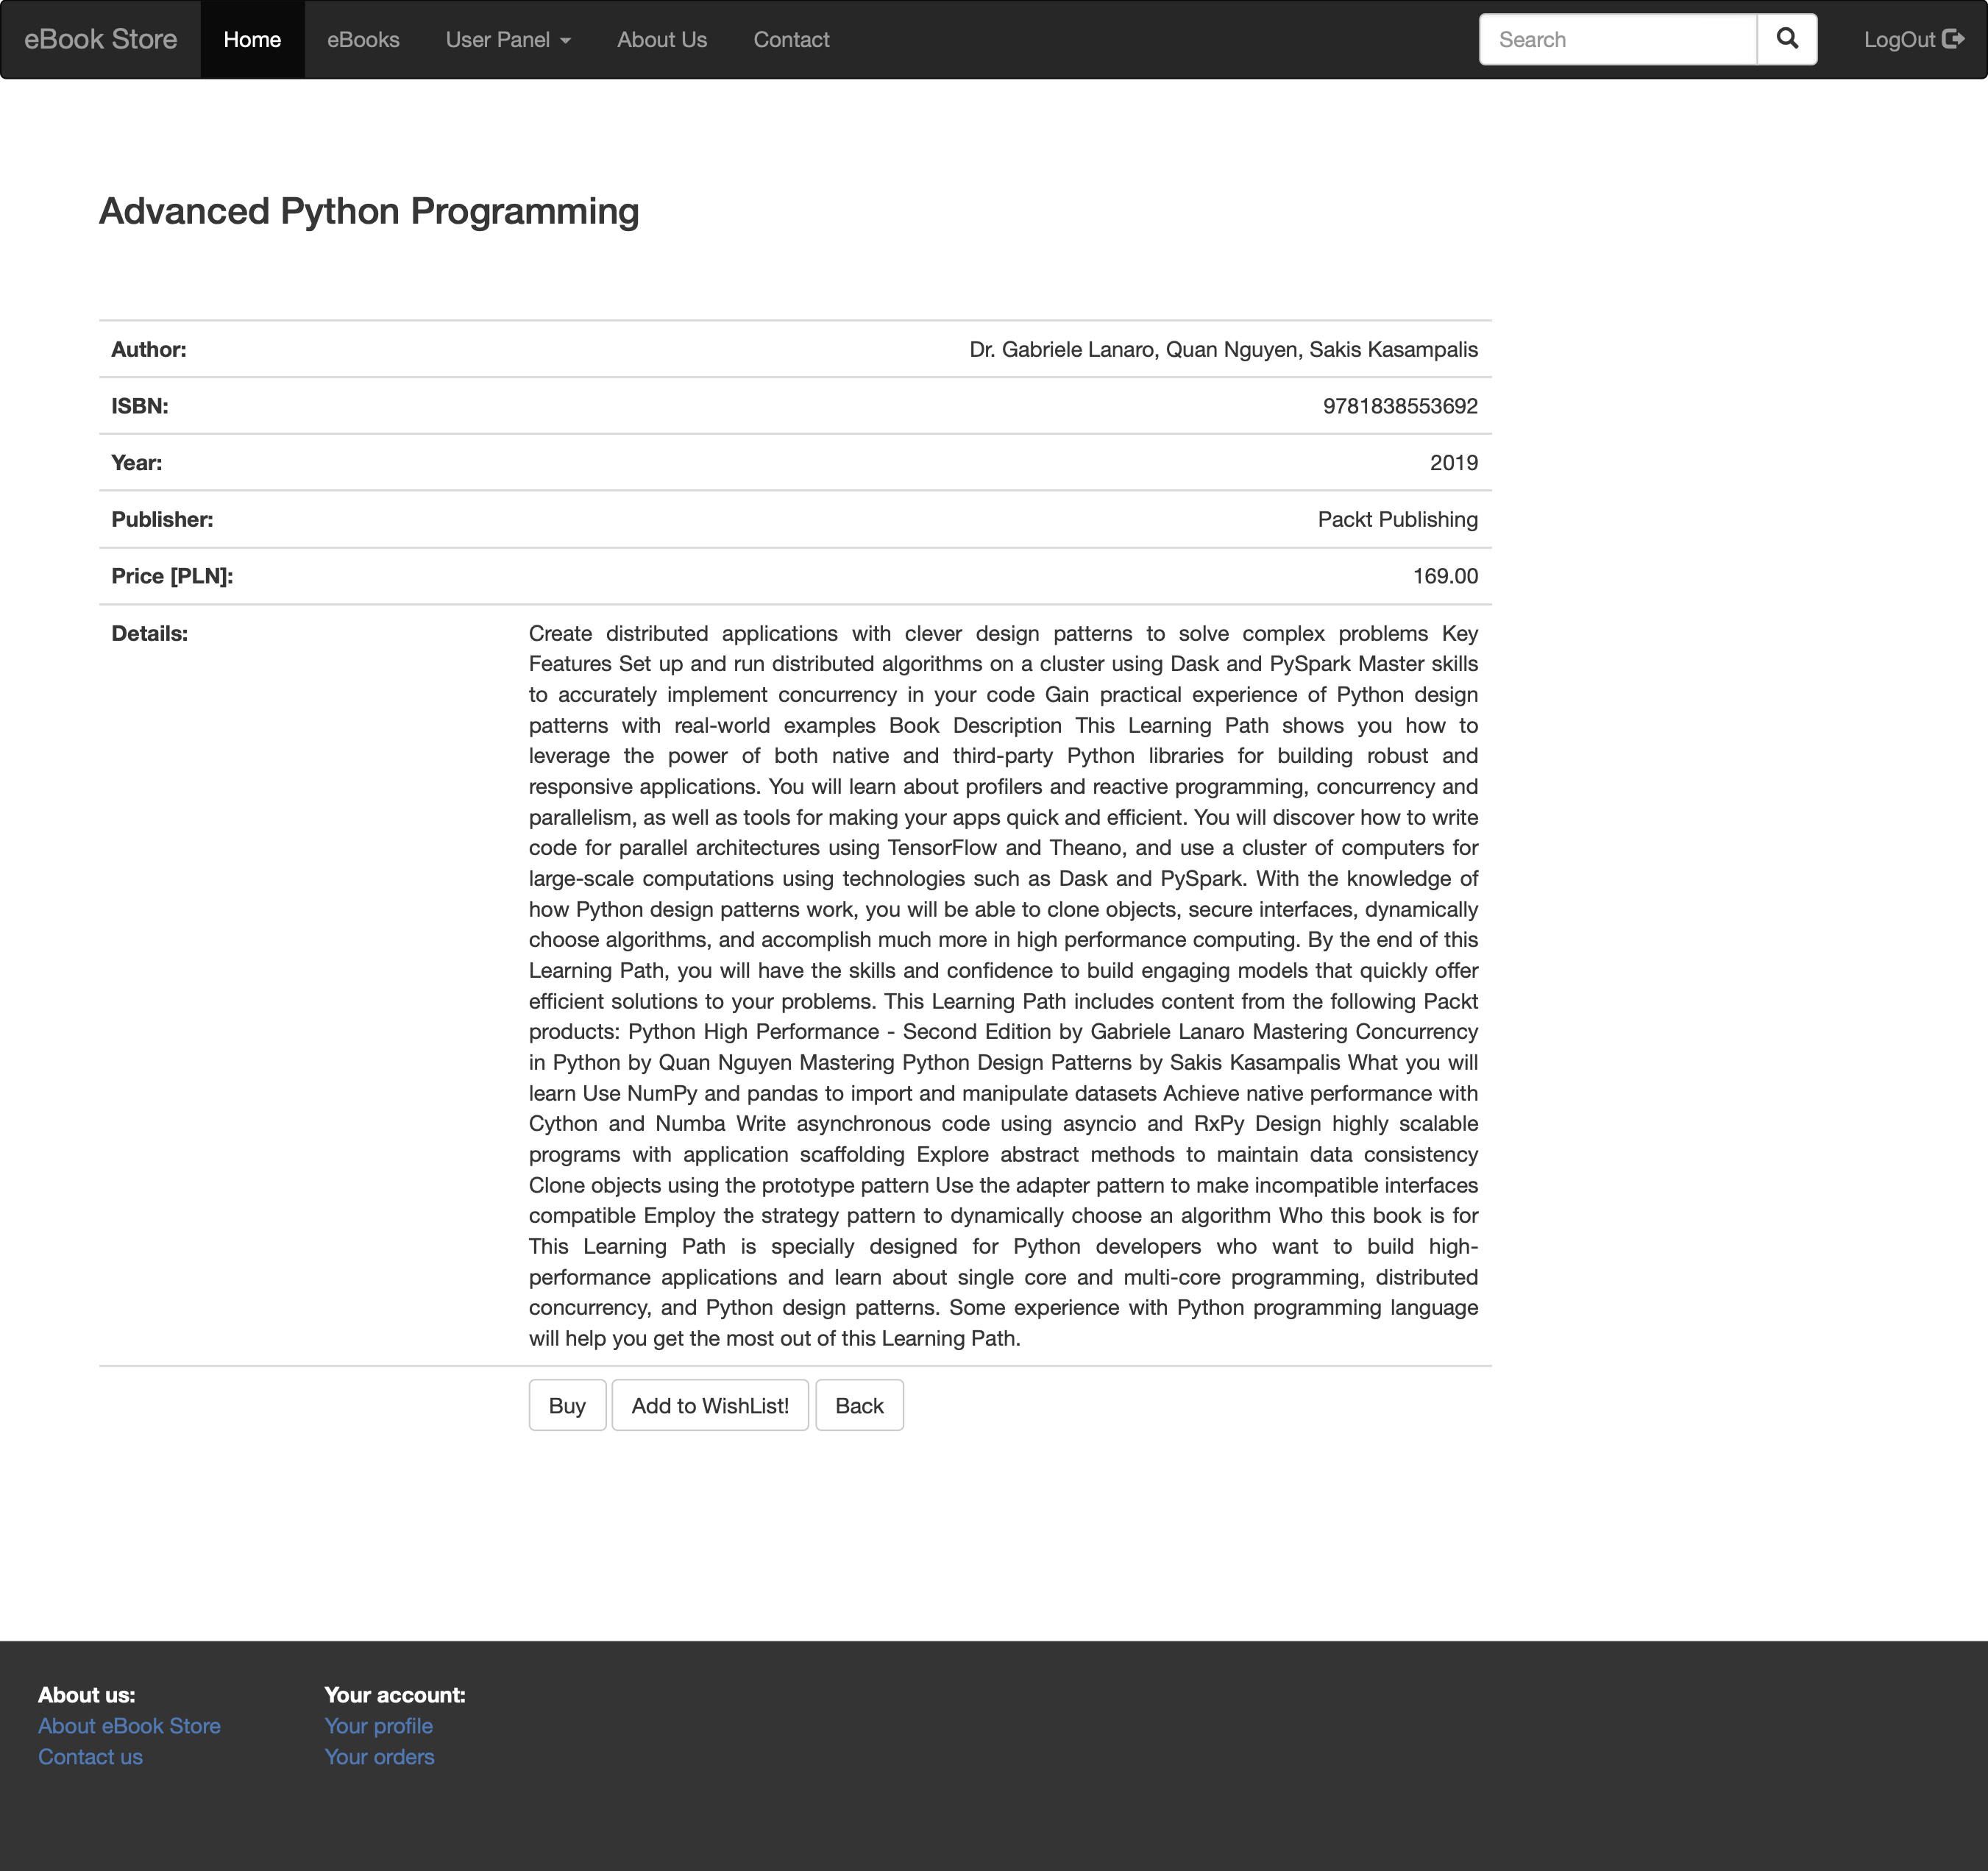 eBook Store Home eBooks User Panel About Us Contact Search LogOut
Advanced Python Programming
Author: Dr. Gabriele Lanaro, Quan Nguyen, Sakis Kasampalis
ISBN: 9781838553692
Year: 2019
Publisher: Packt Publishing
Price [PLN]: 169.00
Details: Create distributed applications with clever design patterns to solve complex problems Key
Features Set up and run distributed algorithms on a cluster using Dask and PySpark Master skills
to accurately implement concurrency in your code Gain practical experience of Python design
patterns with real-world examples Book Description This Learning Path shows you how to
leverage the power of both native and third-party Python libraries for building robust and
responsive applications. You will learn about profilers and reactive programming, concurrency and
parallelism, as well as tools for making your apps quick and efficient. You will discover how to write
code for parallel architectures using TensorFlow and Theano, and use a cluster of computers for
large-scale computations using technologies such as Dask and PySpark. With the knowledge of
how Python design patterns work, you will be able to clone objects, secure interfaces, dynamically
choose algorithms, and accomplish much more in high performance computing. By the end of this
Learning Path, you will have the skills and confidence to build engaging models that quickly offer
efficient solutions to your problems. This Learning Path includes content from the following Packt
products: Python High Performance - Second Edition by Gabriele Lanaro Mastering Concurrency
in Python by Quan Nguyen Mastering Python Design Patterns by Sakis Kasampalis What you will
learn Use NumPy and pandas to import and manipulate datasets Achieve native performance with
Cython and Numba Write asynchronous code using asyncio and RxPy Design highly scalable
programs with application scaffolding Explore abstract methods to maintain data consistency
Clone objects using the prototype pattern Use the adapter pattern to make incompatible interfaces
compatible Employ the strategy pattern to dynamically choose an algorithm Who this book is for
This Learning Path is specially designed for Python developers who want to build high-
performance applications and learn about single core and multi-core programming, distributed
concurrency, and Python design patterns. Some experience with Python programming language
will help you get the most out of this Learning Path.
Buy Add to WishList! Back
About us: Your account:
About eBook Store Your profile
Contact us Your orders